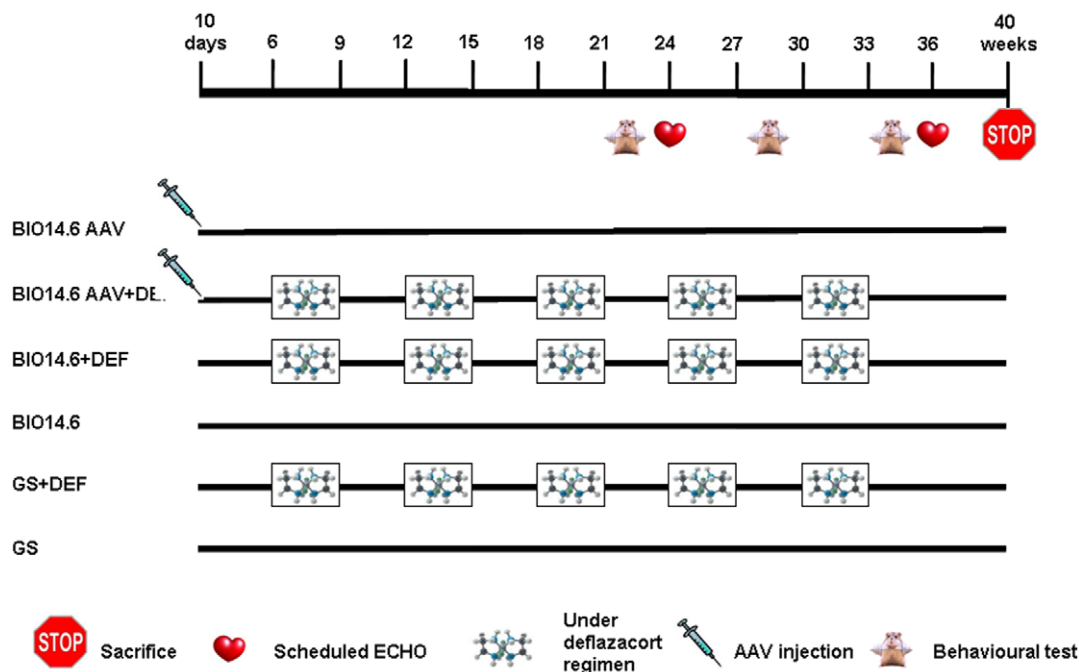 10 days 6 9 12 15 18 21 24 27 30 33 36 40 weeks
STOP
BIO14.6 AAV
BIO14.6 AAV+DE..
BIO14.6+DEF
BIO14.6
GS+DEF
GS
STOP Sacrifice
Scheduled ECHO
Under
deflazacort
regimen
AAV injection
Behavioural test